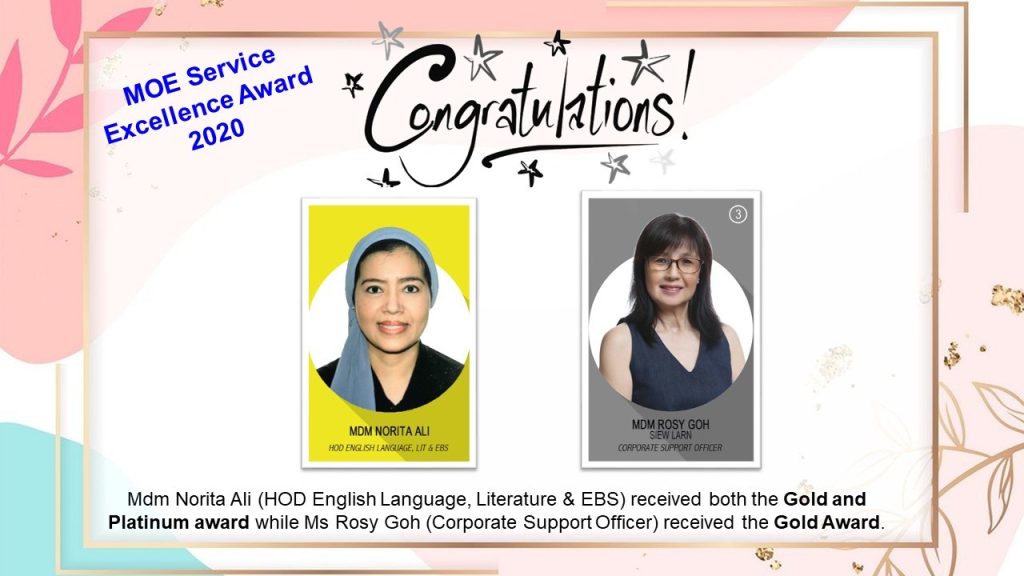 MOE Service
Excellence Award
2020
Congratulations!
MDM NORITA ALI
HOD ENGLISH LANGUAGE, LIT & EBS
3
MDM ROSY GOH
SIEW LARN
CORPORATE SUPPORT OFFICER
Mdm Norita Ali (HOD English Language, Literature & EBS) received both the Gold and
Platinum award while Ms Rosy Goh (Corporate Support Officer) received the Gold Award.